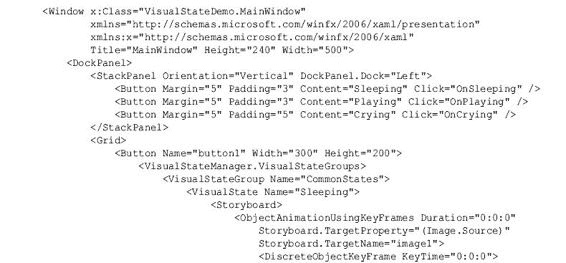 <Window x:Class="VisualStateDemo.MainWindow"
xmlns="http://schemas.microsoft.com/winfx/2006/xaml/presentation"
xmlns:x="http://schemas.microsoft.com/winfx/2006/xaml"
Title="MainWindow" Height="240" Width="500">
<DockPanel>
<StackPanel Orientation="Vertical" DockPanel.Dock="Left">
<Button Margin="5" Padding="3" Content="Sleeping" Click="OnSleeping" />
<Button Margin="5" Padding="3" Content="Playing" Click="OnPlaying" />
<Button Margin="5" Padding="5" Content="Crying" Click="OnCrying" />
</StackPanel>
<Grid>
<Button Name="button1" Width="300" Height="200">
<VisualStateManager.VisualStateGroups>
<VisualStateGroup Name="CommonStates">
<VisualState Name="Sleeping">
<Storyboard>
<ObjectAnimationUsingKeyFrames Duration="0:0:0"
Storyboard.TargetProperty="(Image.Source)"
Storyboard.TargetName="image1">
<DiscreteObjectKeyFrame KeyTime="0:0:0">